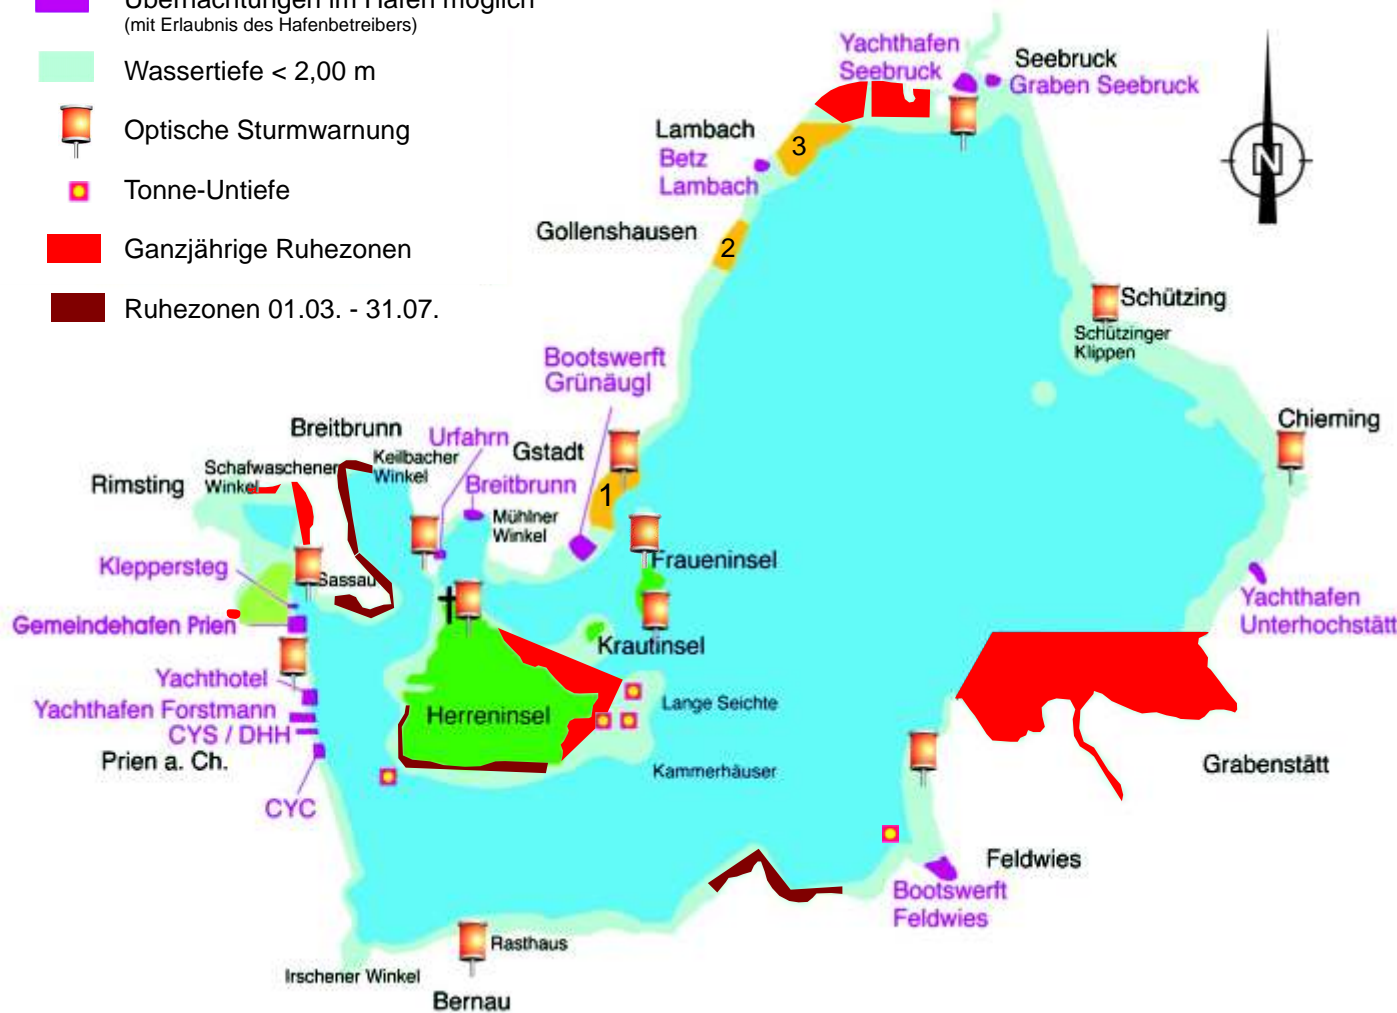 Übernachtungen im Hafen möglich
(mit Erlaubnis des Hafenbetreibers)
Wassertiefe < 2,00 m
Optische Sturmwarnung
Tonne-Untiefe
Ganzjährige Ruhezonen
Ruhezonen 01.03. - 31.07.
Yachthafen
Seebruck
Seebruck
Graben Seebruck
Lambach
Betz
Lambach
3
N
Gollenshausen
2
Schützing
Schützinger
Klippen
Bootswerft
Grünäugl
Chieming
Breitbrunn
Urfahrn
Gstadt
Keilbacher
Winkel
Schafwaschener
Winkel
Rimsting
Breitbrunn
1
Mühlner
Winkel
Fraueninsel
Kleppersteg
Sassau
Yachthafen
Unterhochstätt
Gemeindehafen Prien
Krautinsel
Yachthotel
Lange Seichte
Yachthafen Forstmann
Herreninsel
CYS / DHH
Prien a. Ch.
Kammerhäuser
Grabenstätt
CYC
Feldwies
Bootswerft
Feldwies
Rasthaus
Irschener Winkel
Bernau